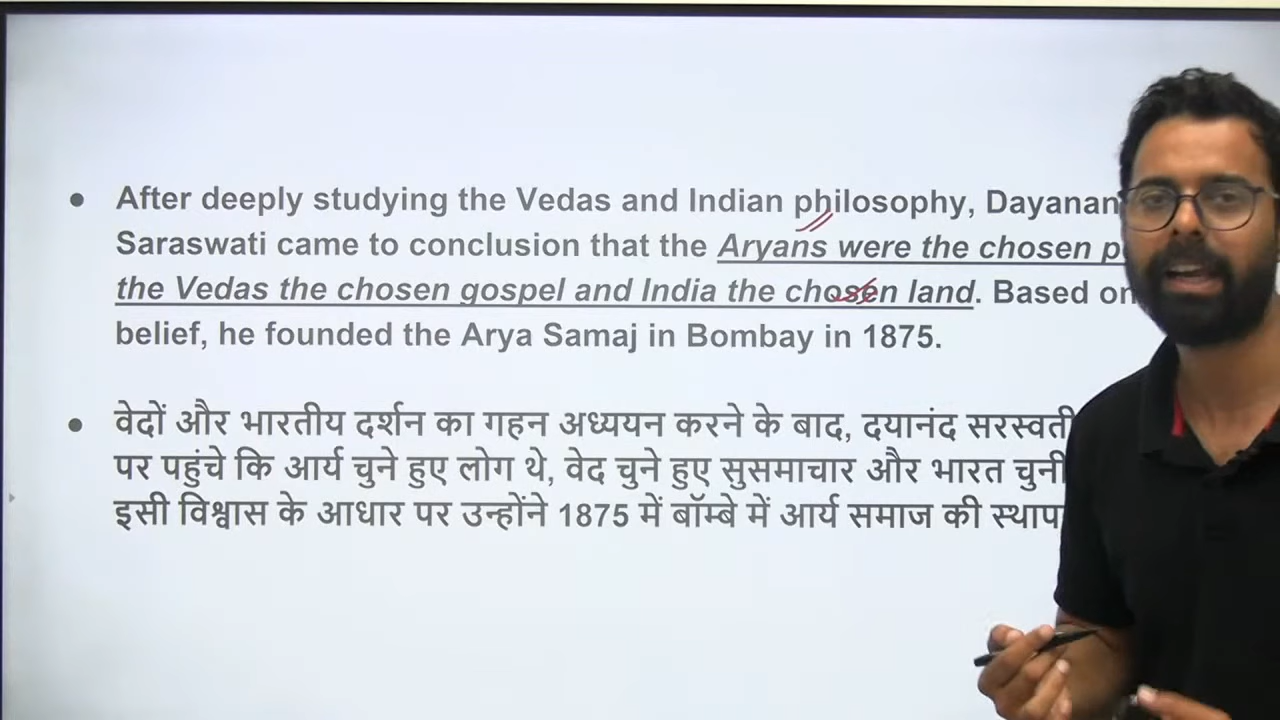 After deeply studying the Vedas and Indian philosophy, Dayanan
Saraswati came to conclusion that the Aryans were the chosen p
the Vedas the chosen gospel and India the chosen land. Based on
belief, he founded the Arya Samaj in Bombay in 1875.
वेदों और भारतीय दर्शन का गहन अध्ययन करने के बाद, दयानंद सरस्वती
पर पहुंचे कि आर्य चुने हुए लोग थे, वेद चुने हुए सुसमाचार और भारत चुनी
इसी विश्वास के आधार पर उन्होंने 1875 में बॉम्बे में आर्य समाज की स्थाप